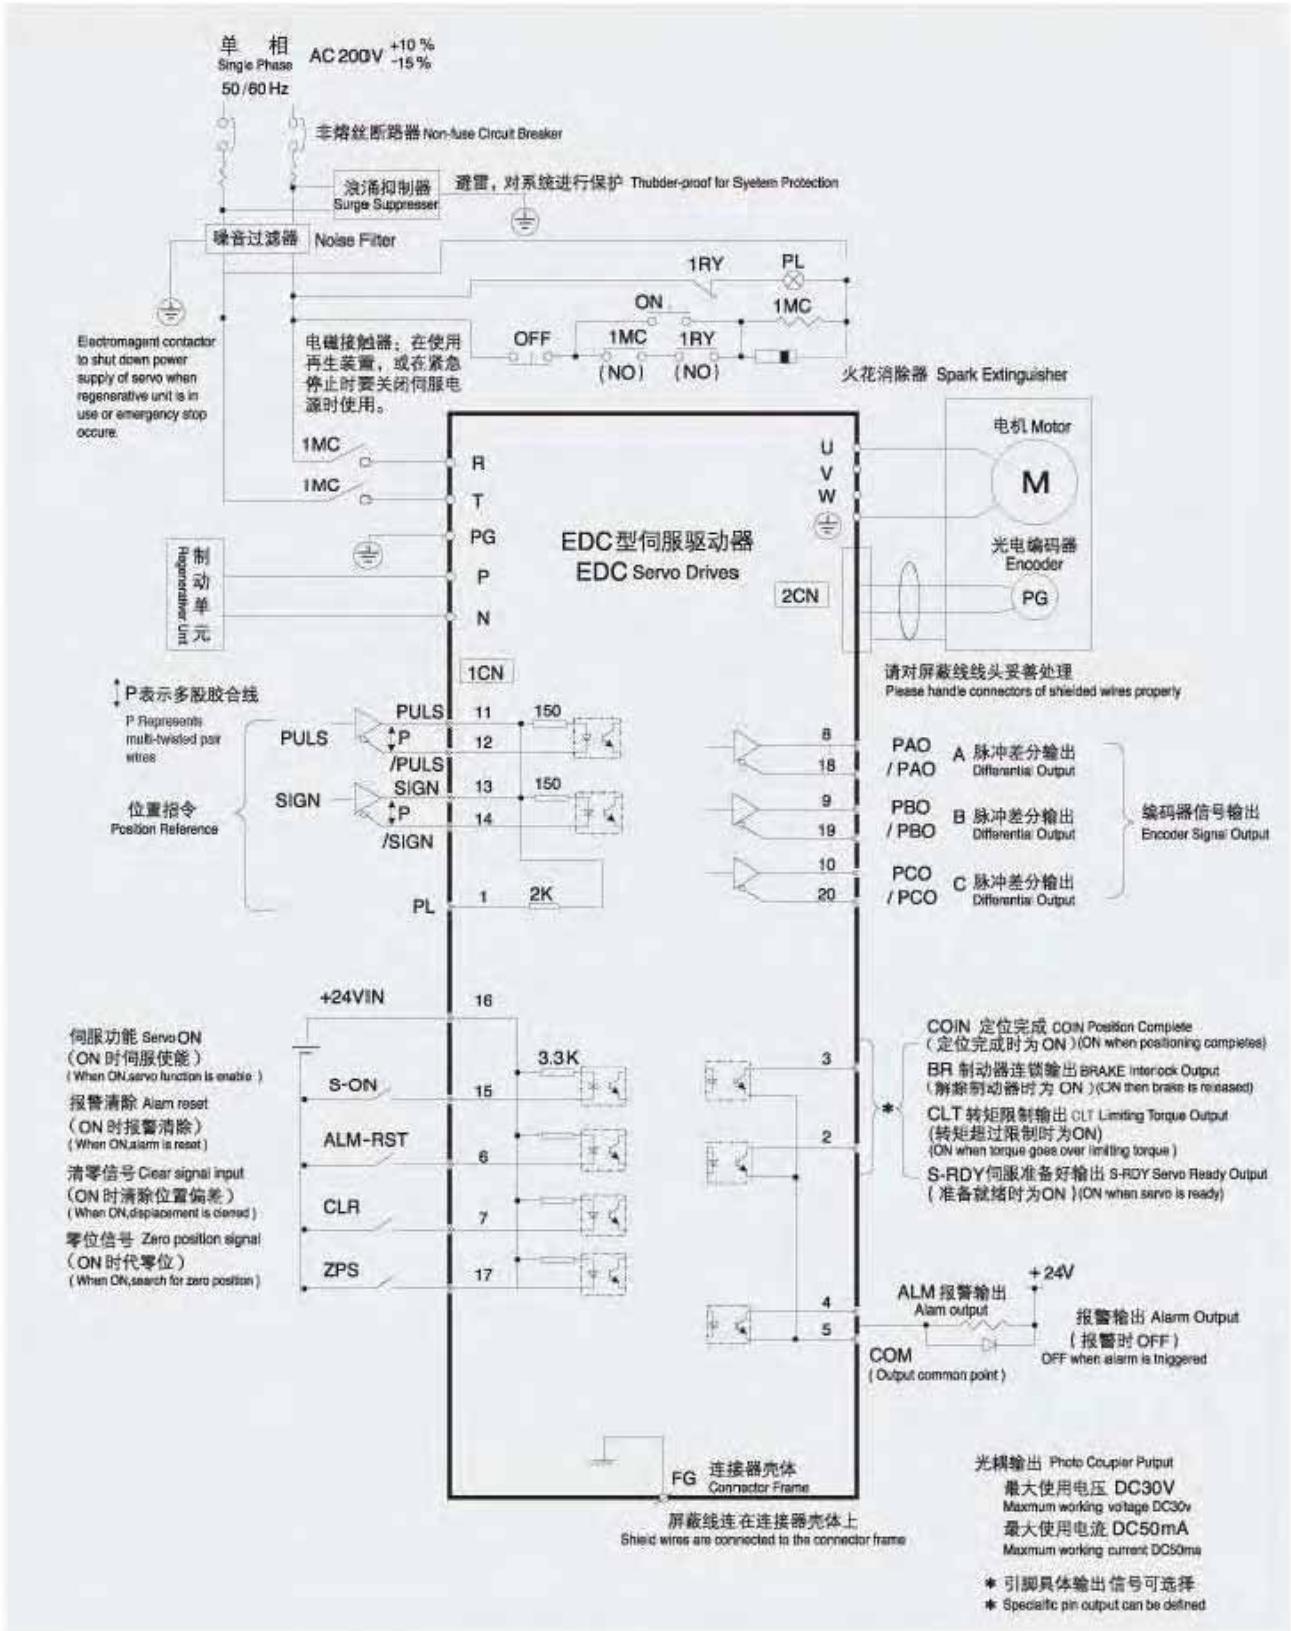 单 相 AC 200V +10 %
Single Phase -15 %
50/60 Hz
非熔丝断路器 Non-fuse Circuit Breaker
浪涌抑制器
Surge Suppresser
避雷，对系统进行保护 Thubder-proof for Syetem Protection
噪音过滤器 Noise Filter
1RY PL
ON 1MC
OFF 1MC 1RY
(NO) (NO)
火花消除器 Spark Extinguisher
Electromagent contactor
to shut down power
supply of servo when
regenerative unit is in
use or emergency stop
occure.
电磁接触器：在使用
再生装置，或在紧急
停止时要关闭伺服电
源时使用。
1MC R
1MC T
PG
P
N
制动单元
Regenerativer Unt
U
V
W
电机 Motor
M
光电编码器
Encoder
PG
EDC型伺服驱动器
EDC Servo Drives
2CN
1CN
请对屏蔽线线头妥善处理
Please handle connectors of shielded wires properly
P表示多股胶合线
P Represents
multi-twisted pair
wires
位置指令
Position Reference
PULS PULS 11 150
P 12
/PULS
SIGN SIGN 13 150
P 14
/SIGN
PL 1 2K
8 PAO A 脉冲差分输出
18 / PAO Differential Output
9 PBO B 脉冲差分输出
19 / PBO Differential Output
10 PCO C 脉冲差分输出
20 / PCO Differential Output
编码器信号输出
Encoder Signal Output
+24VIN 16
伺服功能 Servo ON
（ON 时伺服使能）
( When ON,servo function is enable )
S-ON 15 3.3K
报警清除 Alam reset
（ON 时报警清除）
( When ON,alarm is reset )
ALM-RST 6
清零信号 Clear signal input
（ON 时清除位置偏差）
( When ON,displacement is clerred )
CLR 7
零位信号 Zero position signal
（ON 时代零位）
( When ON,search for zero position )
ZPS 17
3
2
*
COIN 定位完成 COIN Position Complete
( 定位完成时为 ON ) (ON when positioning completes)
BR 制动器连锁输出 BRAKE Interlock Output
(解除制动器时为 ON ) (ON then brake is released)
CLT 转矩限制输出 CLT Limiting Torque Output
(转矩超过限制时为ON)
(ON when torque goes over limiting torque )
S-RDY伺服准备好输出 S-RDY Servo Ready Output
( 准备就绪时为ON ) (ON when servo is ready)
+ 24V
4 ALM 报警输出
Alam output
5
COM
( Output common point )
报警输出 Alarm Output
( 报警时 OFF )
OFF when alarm is triggered
FG 连接器壳体
Connector Frame
屏蔽线连在连接器壳体上
Shield wires are connected to the connector frame
光耦输出 Photo Coupler Putput
最大使用电压 DC30V
Maxmum working voltage DC30v
最大使用电流 DC50mA
Maxmum working current DC50ma
* 引脚具体输出信号可选择
* Specialfic pin output can be defined